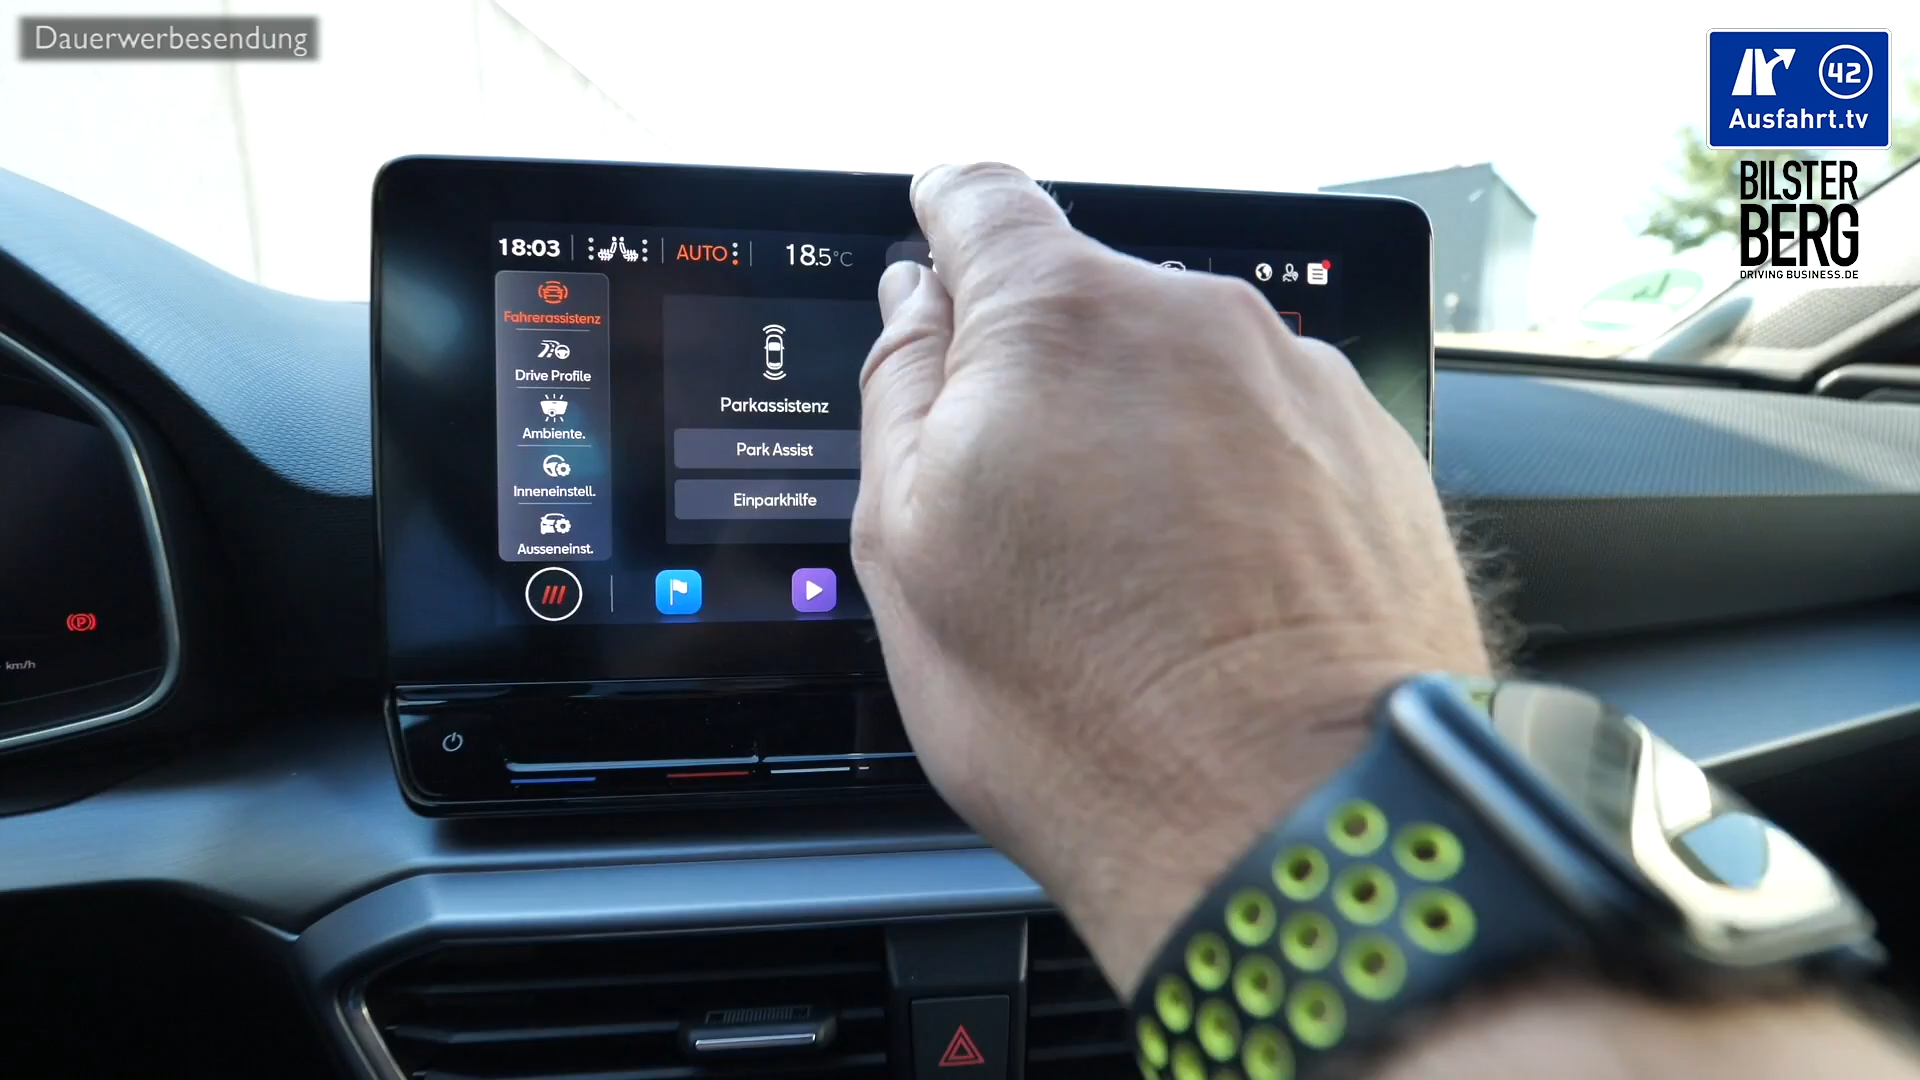 Dauerwerbesendung
42
Ausfahrt.tv
BILSTER
BERG
DRIVING BUSINESS.DE
18:03
AUTO
18.5°C
Fahrerassistenz
Drive Profile
Ambiente.
Inneneinstell.
Ausseneinst.
Parkassistenz
Park Assist
Einparkhilfe
P
km/h